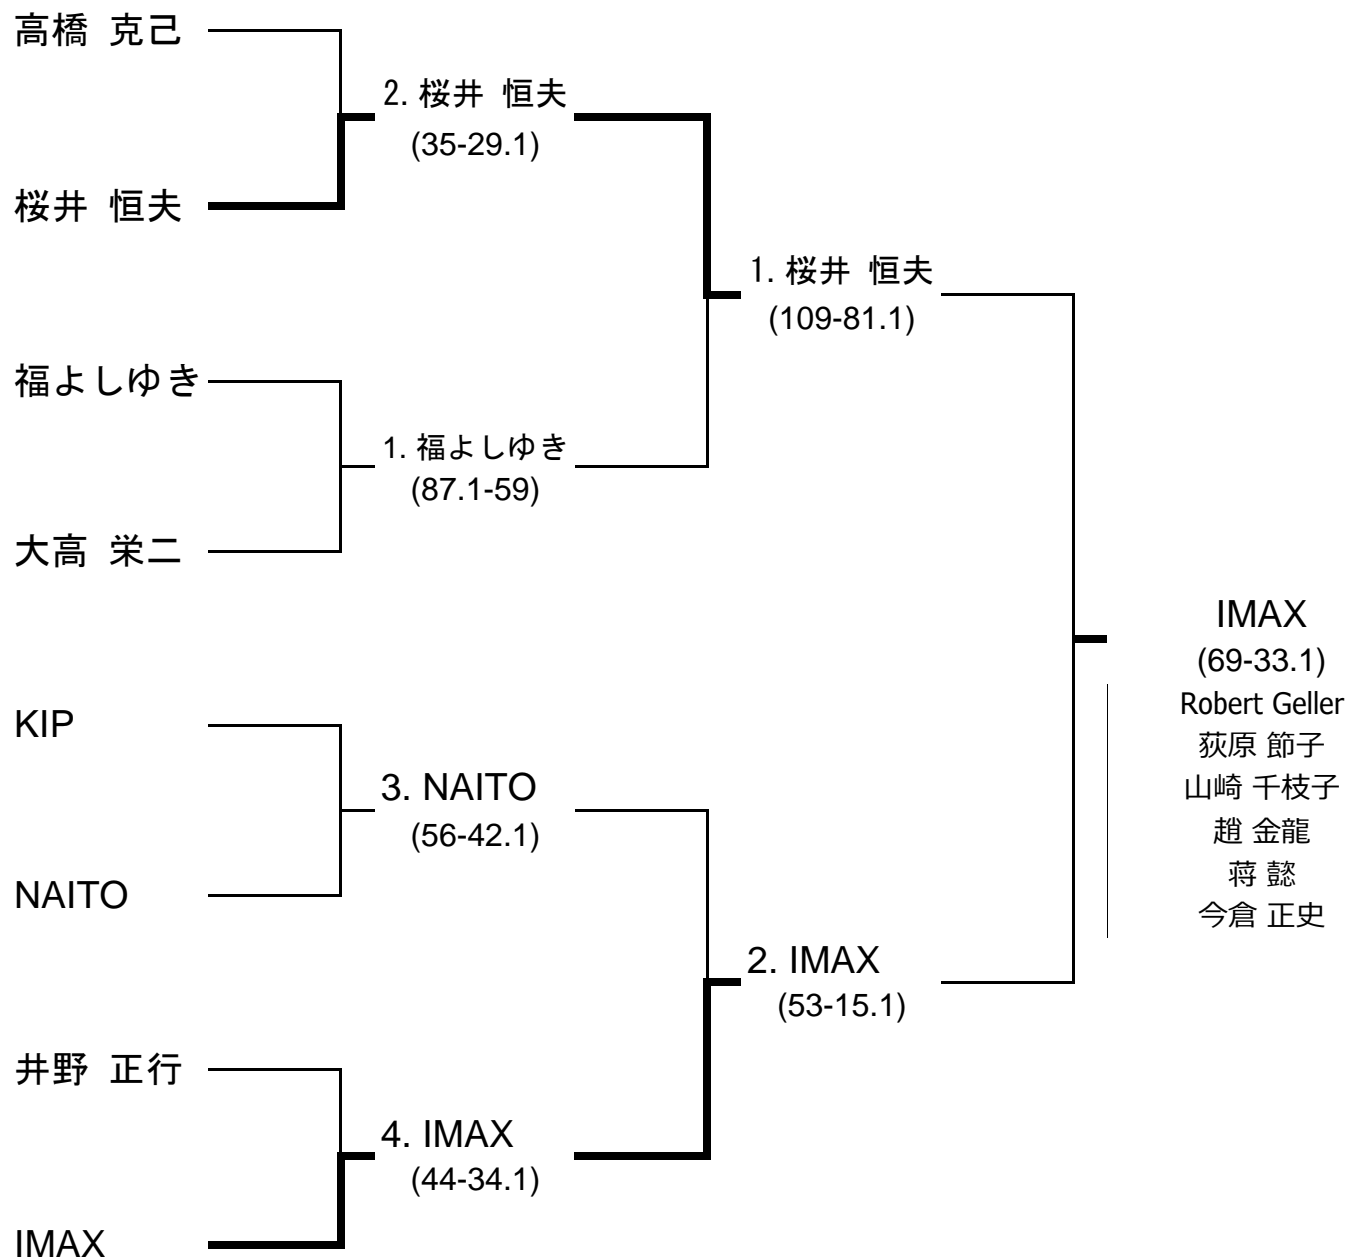 高橋 克己
2. 桜井 恒夫
(35-29.1)
桜井 恒夫
1. 桜井 恒夫
(109-81.1)
福よしゆき
1. 福よしゆき
(87.1-59)
大高 栄二
IMAX
(69-33.1)
Robert Geller
荻原 節子
山崎 千枝子
趙 金龍
蒋 懿
今倉 正史
KIP
3. NAITO
(56-42.1)
NAITO
2. IMAX
(53-15.1)
井野 正行
4. IMAX
(44-34.1)
IMAX